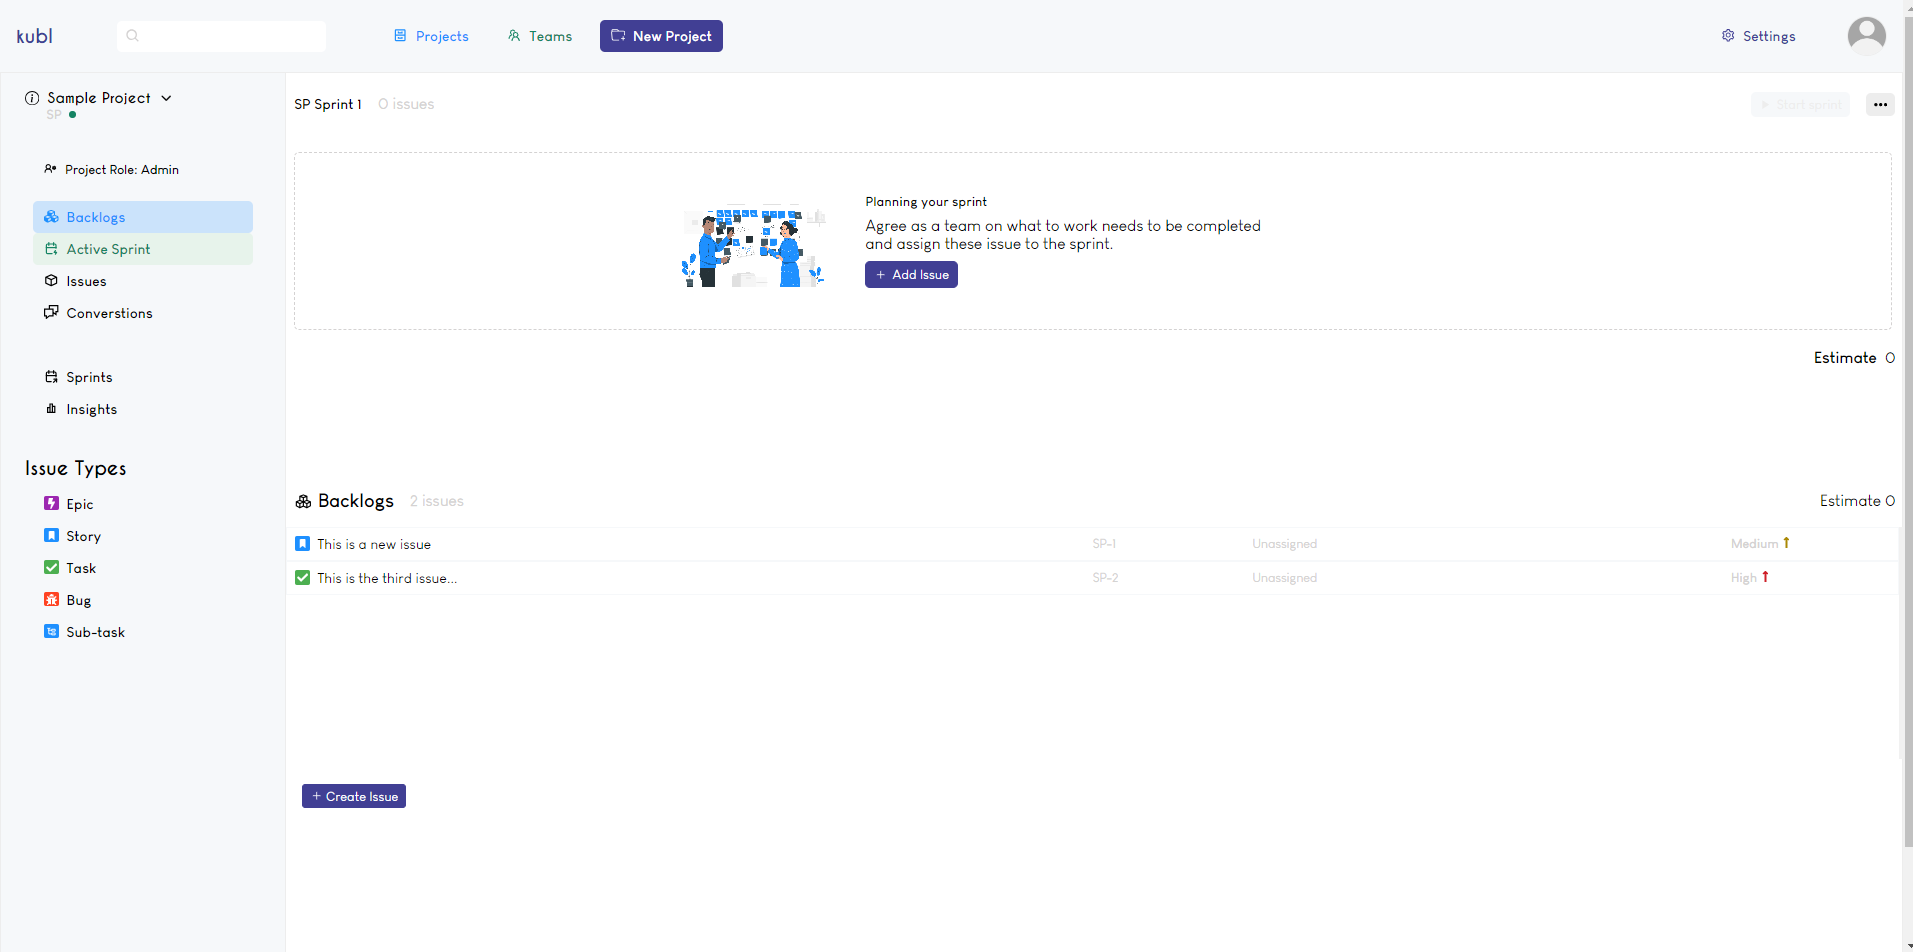 kubl
Projects
Teams
New Project
Settings
Sample Project
SP
Project Role: Admin
Backlogs
Active Sprint
Issues
Converstions
Sprints
Insights
Issue Types
Epic
Story
Task
Bug
Sub-task
SP Sprint 1 0 issues
Start sprint
Planning your sprint
Agree as a team on what to work needs to be completed
and assign these issue to the sprint.
+ Add Issue
Estimate 0
Backlogs 2 issues
Estimate 0
This is a new issue SP-1 Unassigned Medium
This is the third issue... SP-2 Unassigned High
+ Create Issue